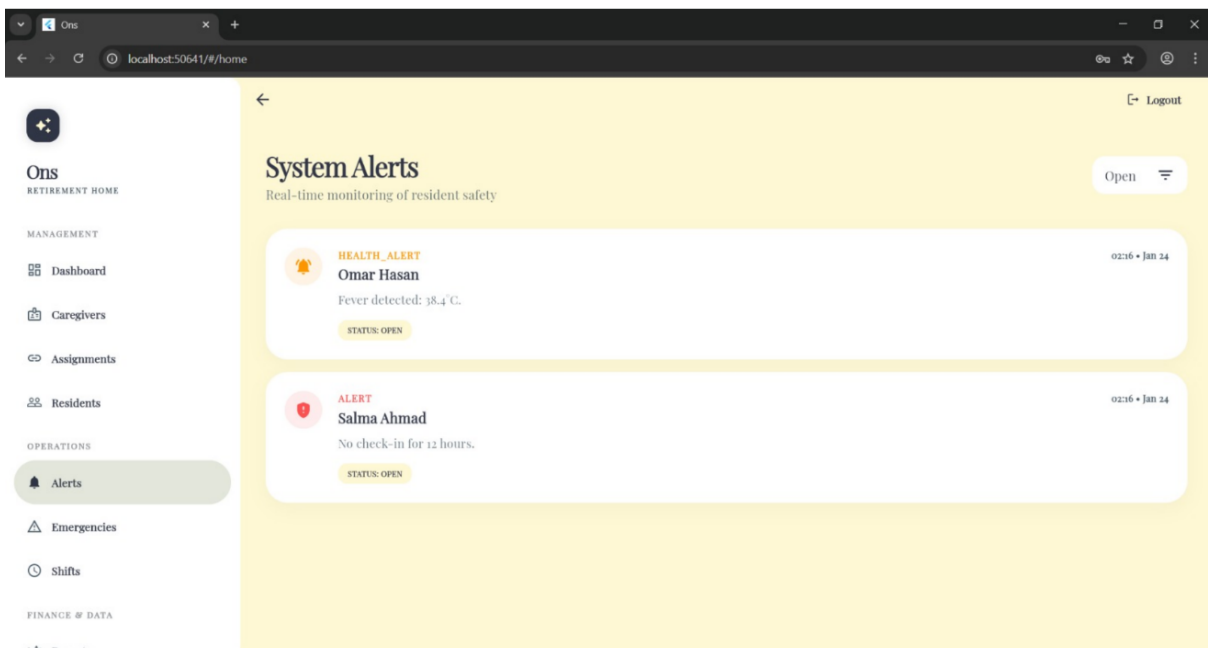 Ons
localhost:50641/#/home
Logout
Ons
RETIREMENT HOME
MANAGEMENT
Dashboard
Caregivers
Assignments
Residents
OPERATIONS
Alerts
Emergencies
Shifts
FINANCE & DATA
System Alerts
Real-time monitoring of resident safety
Open
HEALTH_ALERT
02:16 • Jan 24
Omar Hasan
Fever detected: 38.4°C.
STATUS: OPEN
ALERT
02:16 • Jan 24
Salma Ahmad
No check-in for 12 hours.
STATUS: OPEN